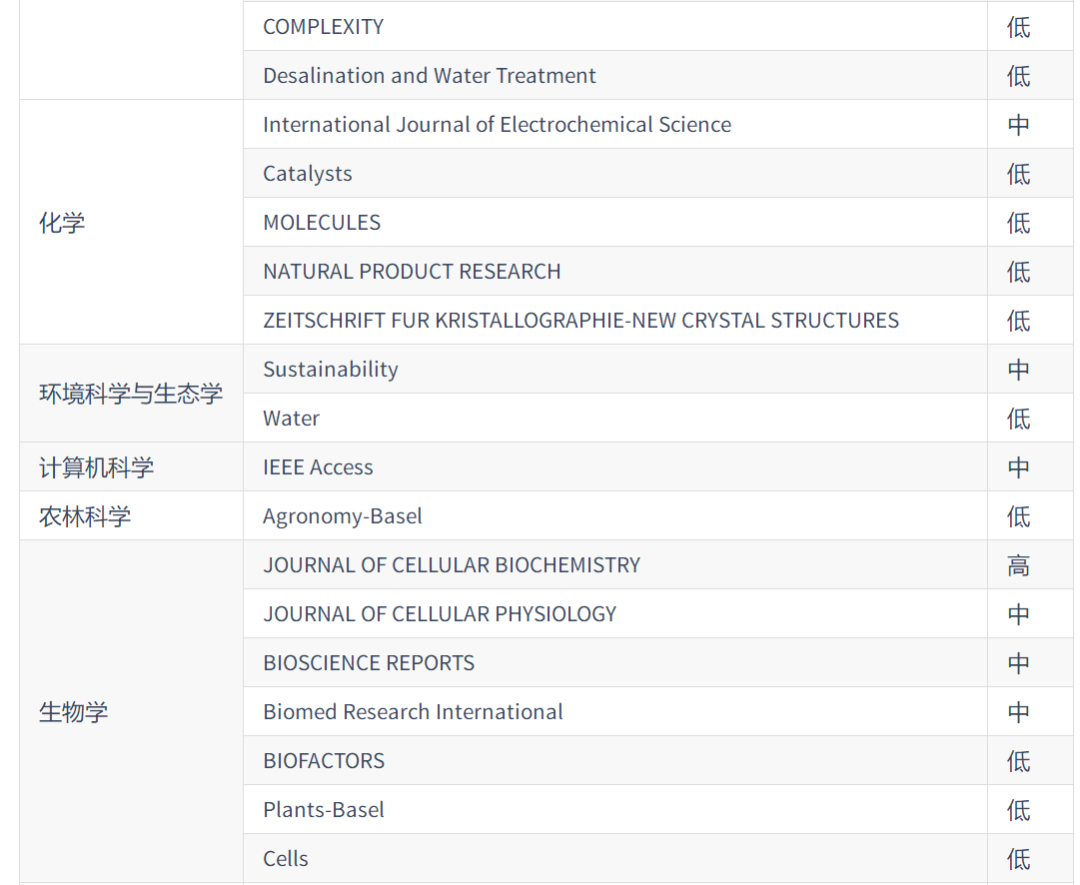 COMPLEXITY 低
Desalination and Water Treatment 低
化学
International Journal of Electrochemical Science 中
Catalysts 低
MOLECULES 低
NATURAL PRODUCT RESEARCH 低
ZEITSCHRIFT FUR KRISTALLOGRAPHIE-NEW CRYSTAL STRUCTURES 低
环境科学与生态学
Sustainability 中
Water 低
计算机科学 IEEE Access 中
农林科学 Agronomy-Basel 低
生物学
JOURNAL OF CELLULAR BIOCHEMISTRY 高
JOURNAL OF CELLULAR PHYSIOLOGY 中
BIOSCIENCE REPORTS 中
Biomed Research International 中
BIOFACTORS 低
Plants-Basel 低
Cells 低